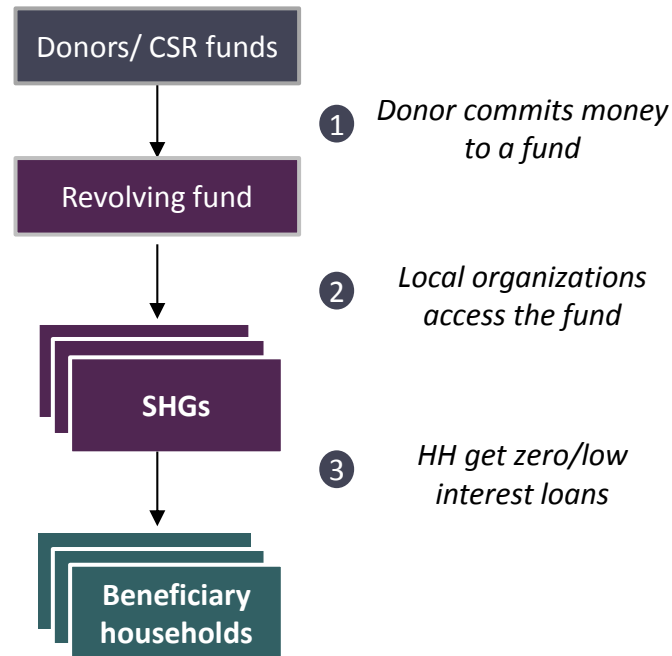 Donors/ CSR funds
1
Donor commits money
to a fund
Revolving fund
2
Local organizations
access the fund
SHGs
3
HH get zero/low
interest loans
Beneficiary
households